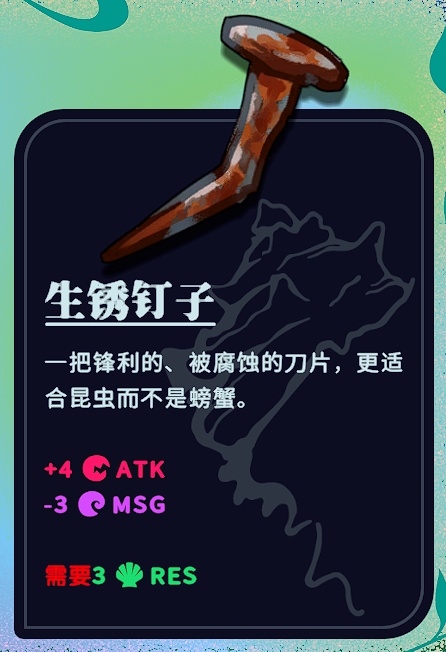 生锈钉子
一把锋利的、被腐蚀的刀片，更适
合昆虫而不是螃蟹。
+4 ATK
-3 MSG
需要3 RES